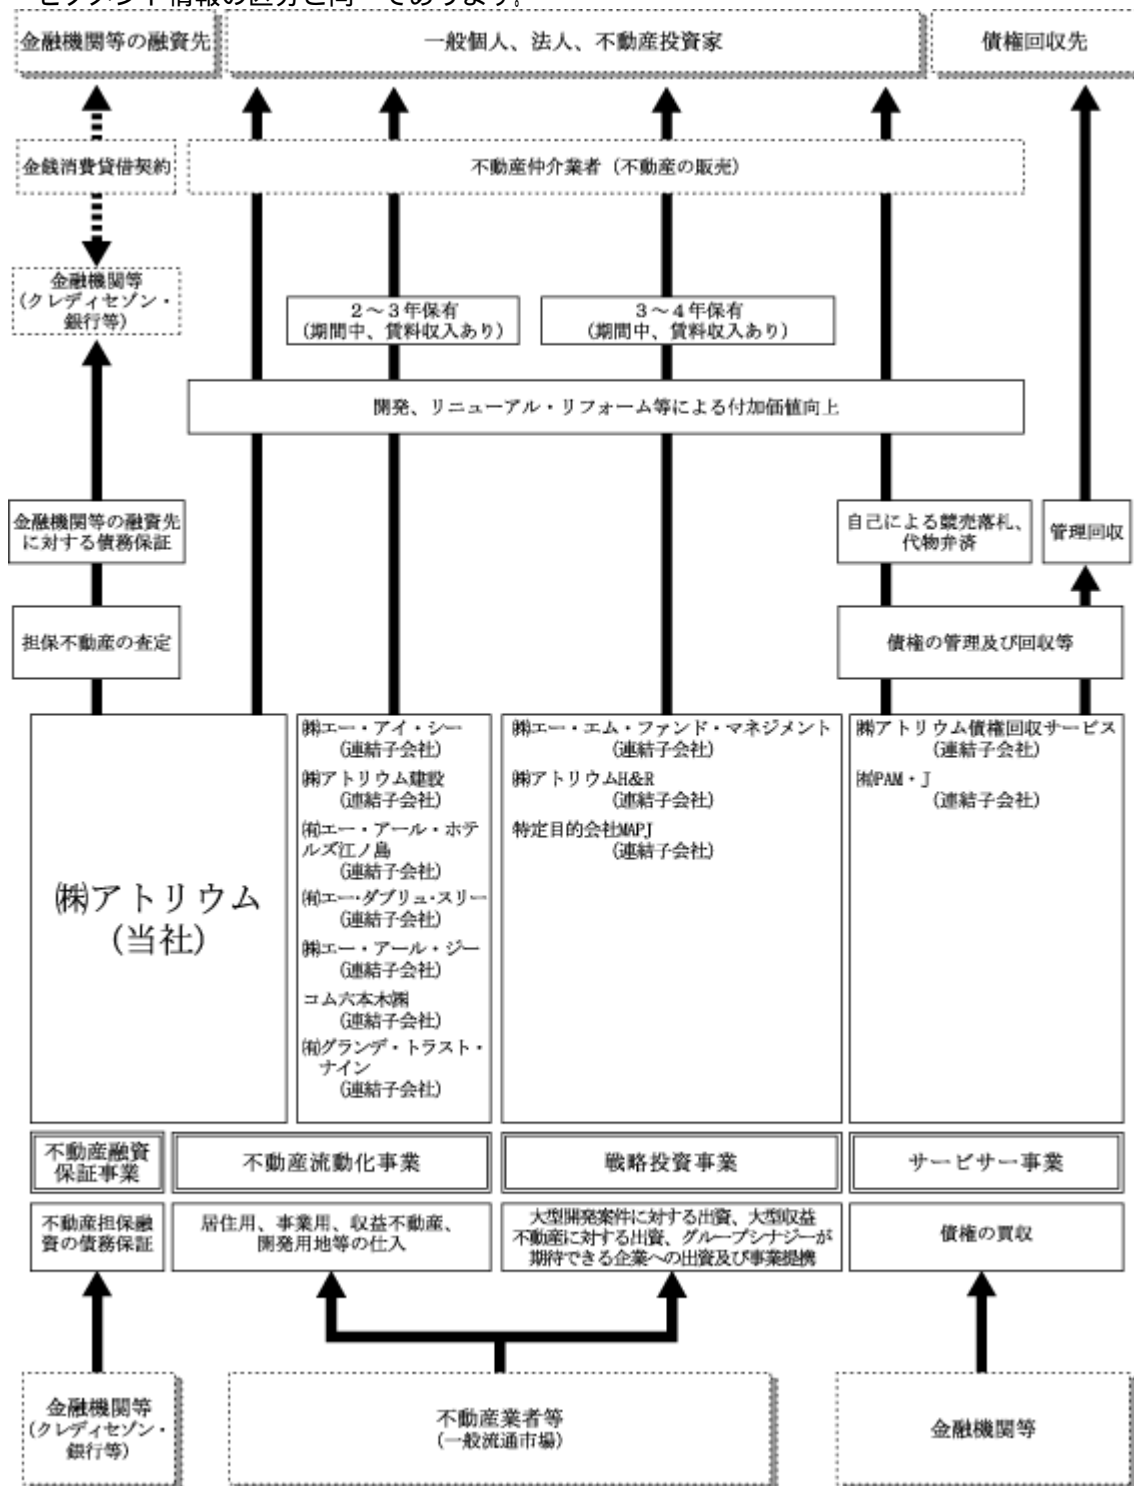 セグメント情報の区分と同一であります。
金融機関等の融資先
一般個人、法人、不動産投資家
債権回収先
金銭消費貸借契約
不動産仲介業者（不動産の販売）
金融機関等
（クレディセゾン・
銀行等）
２～３年保有
（期間中、賃料収入あり）
３～４年保有
（期間中、賃料収入あり）
開発、リニューアル・リフォーム等による付加価値向上
金融機関等の融資先
に対する債務保証
自己による競売落札、
代物弁済
管理回収
担保不動産の査定
債権の管理及び回収等
㈱アトリウム
（当社）
㈱エー・アイ・シー
（連結子会社）
㈱アトリウム建設
（連結子会社）
㈲エー・アール・ホテ
ルズ江ノ島
（連結子会社）
㈲エー・ダブリュ・スリー
（連結子会社）
㈱エー・アール・ジー
（連結子会社）
コム六本木㈱
（連結子会社）
㈲グランデ・トラスト・
ナイン
（連結子会社）
㈱エー・エム・ファンド・マネジメント
（連結子会社）
㈱アトリウムH&R
（連結子会社）
特定目的会社MAPJ
（連結子会社）
㈱アトリウム債権回収サービス
（連結子会社）
㈲PAM・J
（連結子会社）
不動産融資
保証事業
不動産流動化事業
戦略投資事業
サービサー事業
不動産担保融
資の債務保証
居住用、事業用、収益不動産、
開発用地等の仕入
大型開発案件に対する出資、大型収益
不動産に対する出資、グループシナジーが
期待できる企業への出資及び事業提携
債権の買収
金融機関等
（クレディセゾン・
銀行等）
不動産業者等
（一般流通市場）
金融機関等